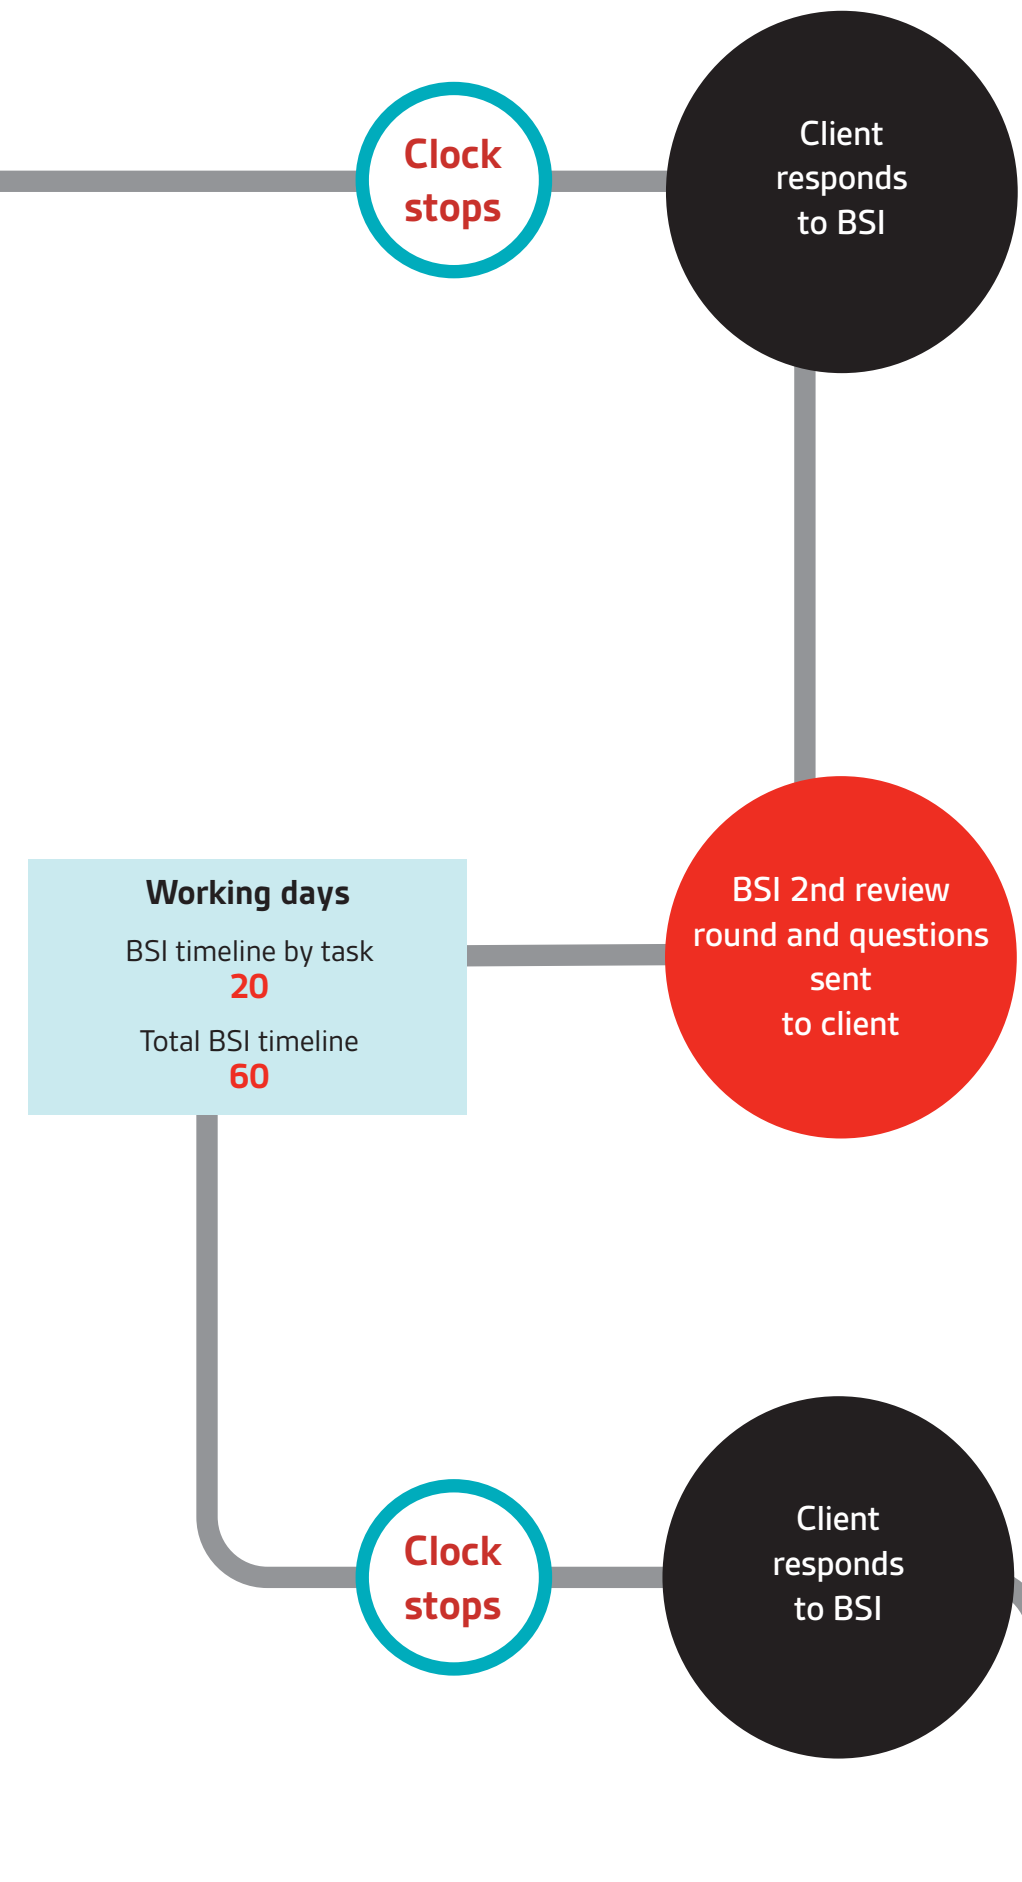 Clock
stops
Client
responds
to BSI
BSI 2nd review
round and questions
sent
to client
Working days
BSI timeline by task
20
Total BSI timeline
60
Clock
stops
Client
responds
to BSI